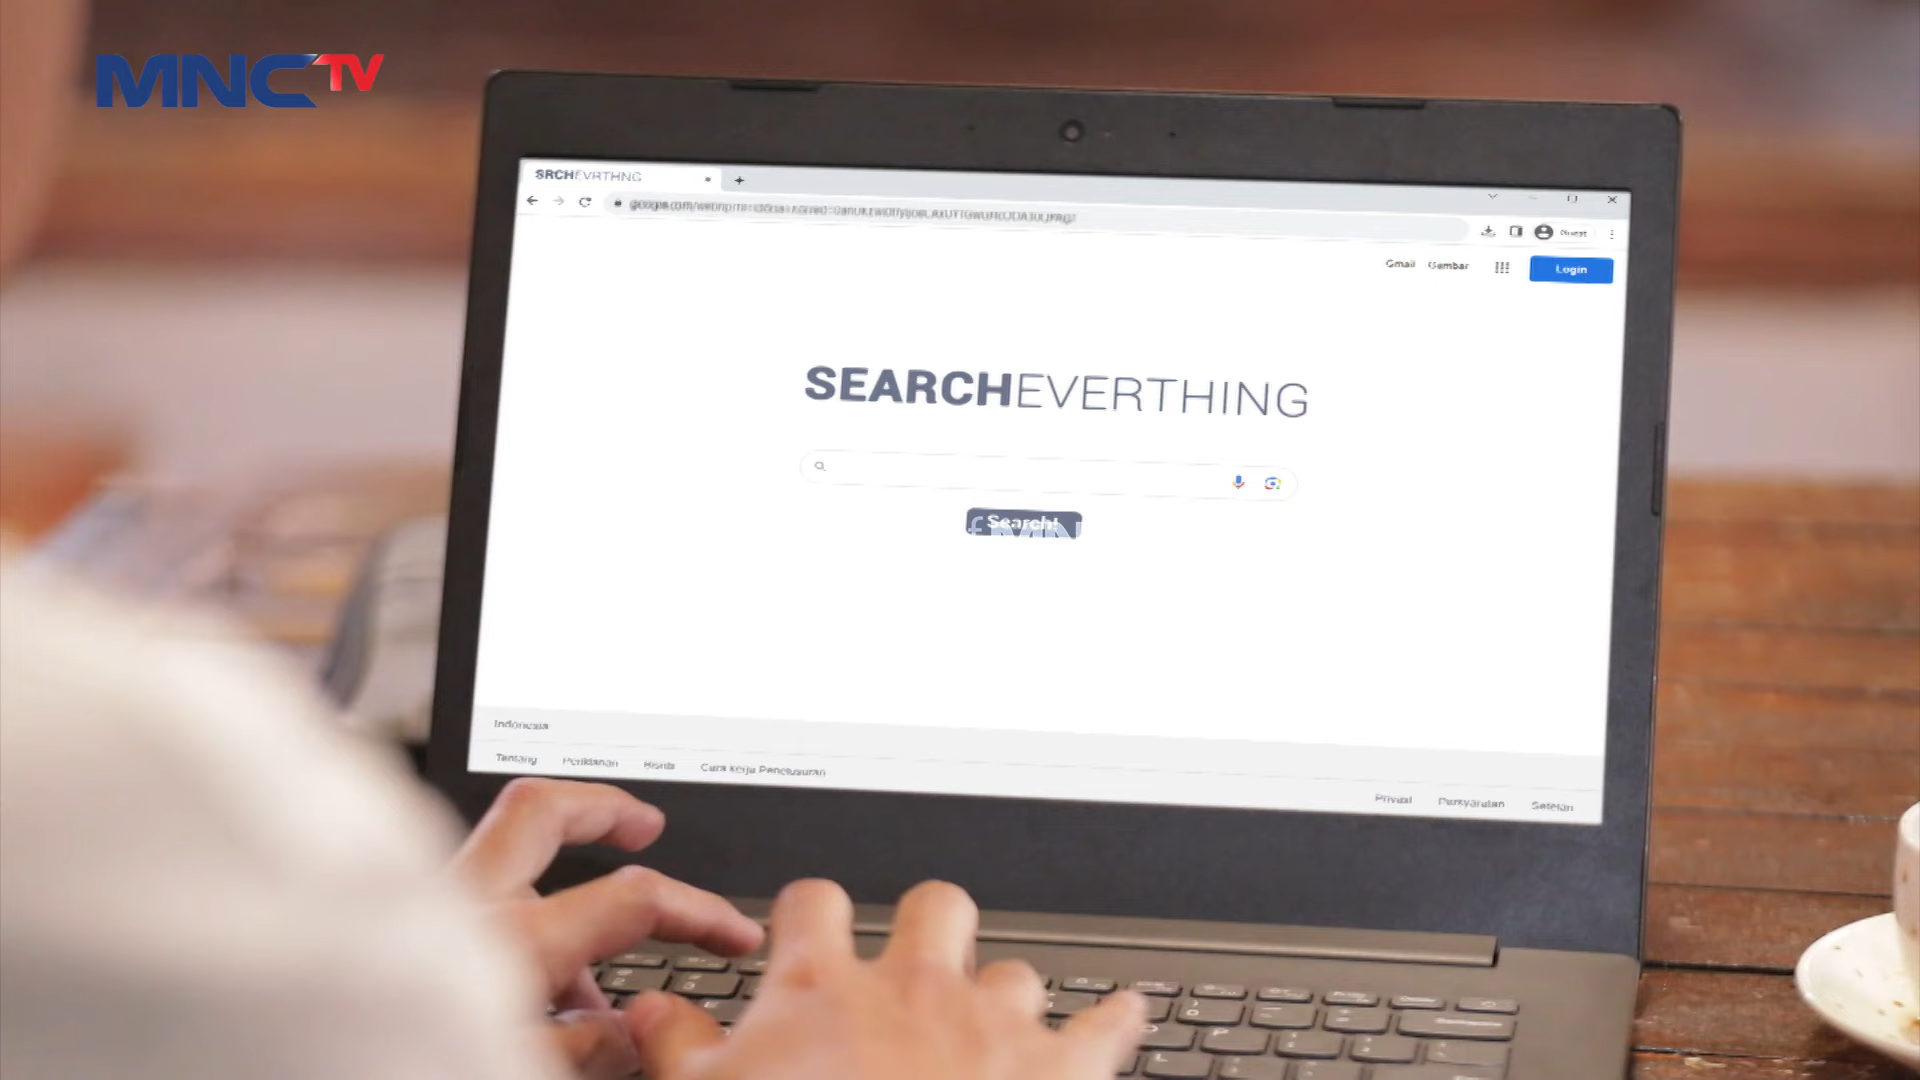 MNCTV
SRCHEVRTHNG
Gmail Gambar Login
SEARCHEVERTHING
Search!
Indonesia
Tentang Periklanan Bisnis Cara Kerja Penelusuran
Privasi Persyaratan Setelan